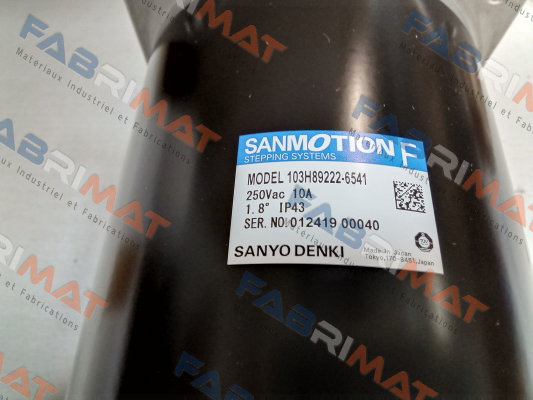 SANMOTION F
STEPPING SYSTEMS
MODEL 103H89222-6541
250Vac 10A
1.8° IP43
SER. NO. 012419 00040
SANYO DENKI
Made in Japan
Tokyo,170-8451,Japan
FABRIMAT
Materiaux Industriel et Fabrications